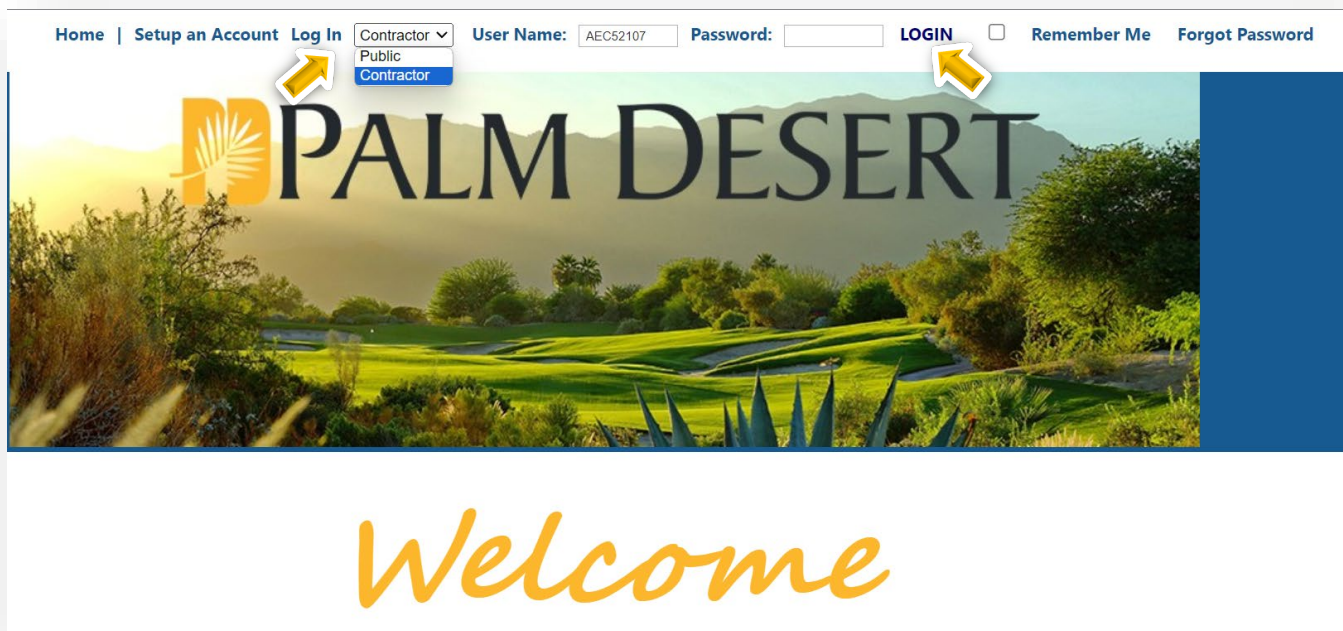 Home | Setup an Account Log In Contractor User Name: AEC52107 Password: LOGIN Remember Me Forgot Password
Public
Contractor
PALM DESERT
Welcome